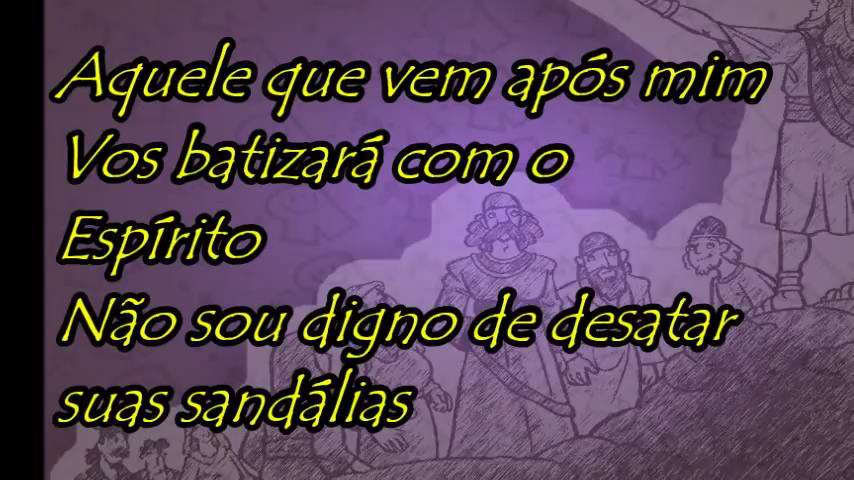 Aquele que vem após mim
Vos batizará com o
Espírito
Não sou digno de desatar
suas sandálias